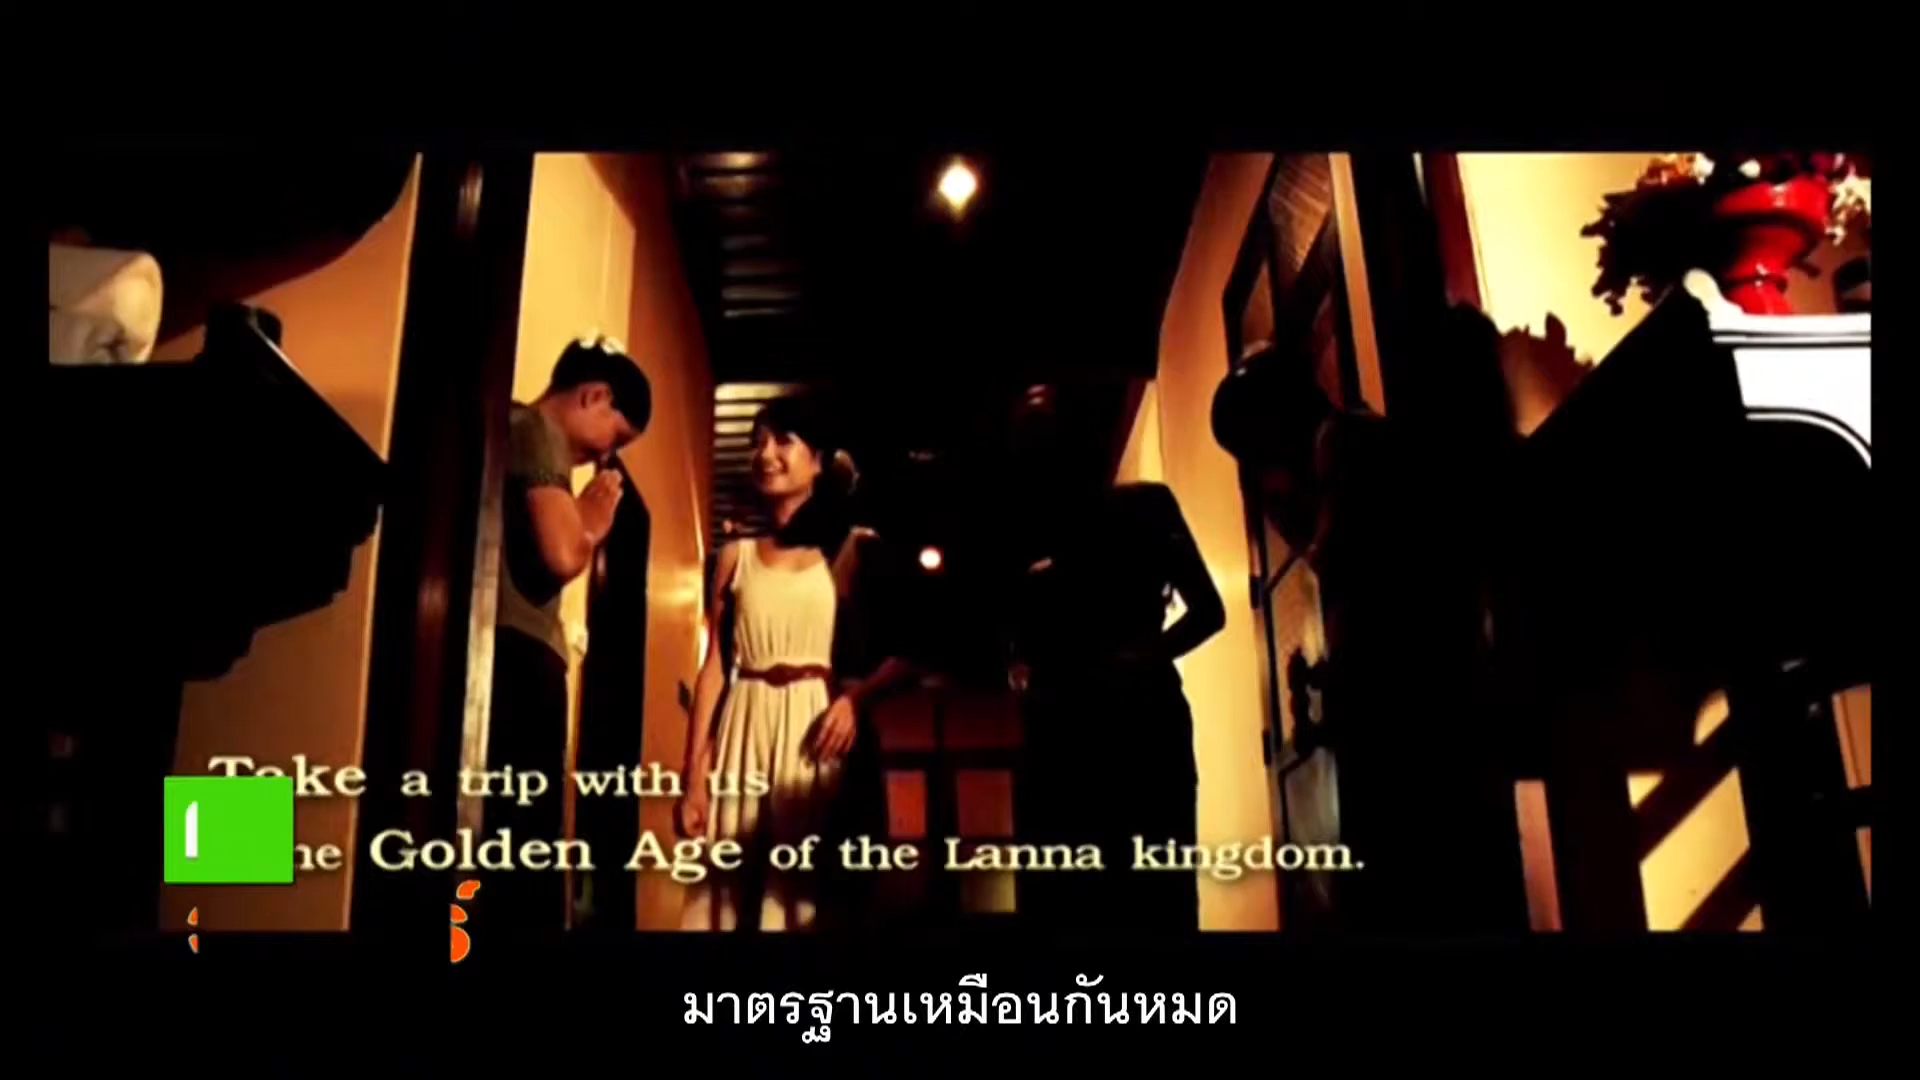 Take a trip with us
the Golden Age of the Lanna kingdom.
มาตรฐานเหมือนกันหมด